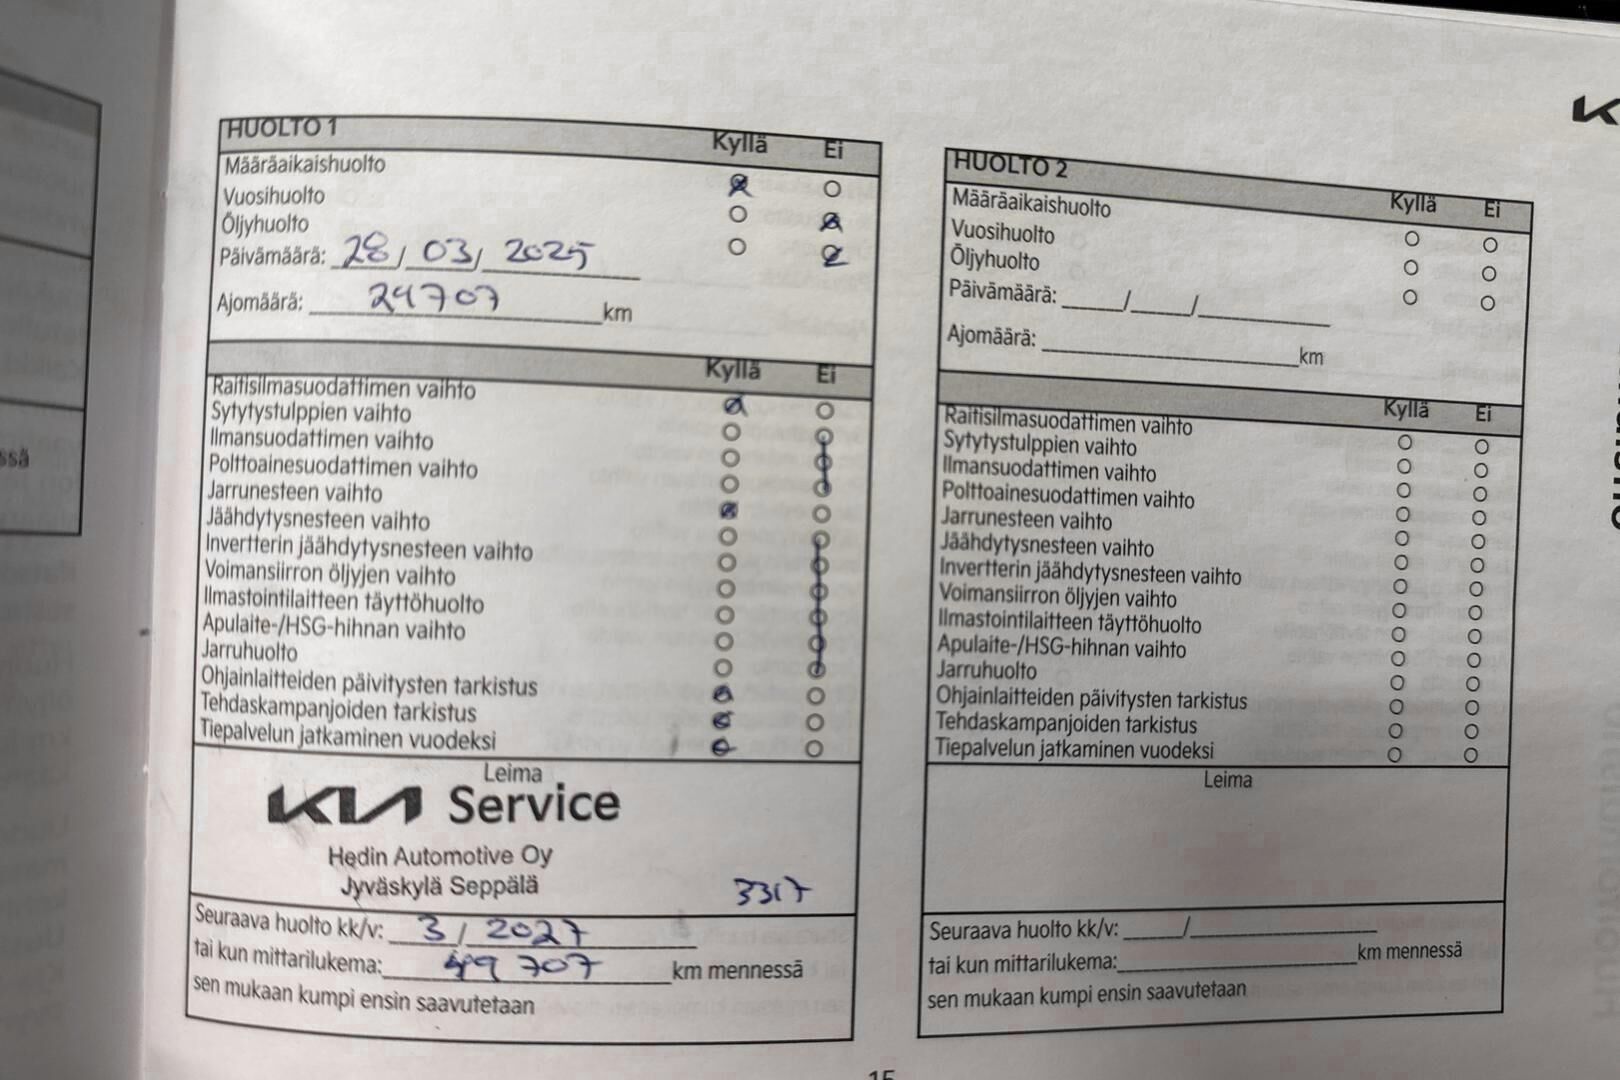 HUOLTO 1
Kyllä Ei
Määräaikaishuolto
Vuosihuolto
Öljyhuolto
Päivämäärä: 28 / 03 / 2025
Ajomäärä: 24707 km
Kyllä Ei
Raitisilmasuodattimen vaihto
Sytytystulppien vaihto
Ilmansuodattimen vaihto
Polttoainesuodattimen vaihto
Jarrunesteen vaihto
Jäähdytysnesteen vaihto
Invertterin jäähdytysnesteen vaihto
Voimansiirron öljyjen vaihto
Ilmastointilaitteen täyttöhuolto
Apulaite-/HSG-hihnan vaihto
Jarruhuolto
Ohjainlaitteiden päivitysten tarkistus
Tehdaskampanjoiden tarkistus
Tiepalvelun jatkaminen vuodeksi
Leima
KIA Service
Hedin Automotive Oy
Jyväskylä Seppälä
3317
Seuraava huolto kk/v: 3 / 2027
tai kun mittarilukema: 49 707 km mennessä
sen mukaan kumpi ensin saavutetaan
HUOLTO 2
Kyllä Ei
Määräaikaishuolto
Vuosihuolto
Öljyhuolto
Päivämäärä: / /
Ajomäärä: km
Kyllä Ei
Raitisilmasuodattimen vaihto
Sytytystulppien vaihto
Ilmansuodattimen vaihto
Polttoainesuodattimen vaihto
Jarrunesteen vaihto
Jäähdytysnesteen vaihto
Invertterin jäähdytysnesteen vaihto
Voimansiirron öljyjen vaihto
Ilmastointilaitteen täyttöhuolto
Apulaite-/HSG-hihnan vaihto
Jarruhuolto
Ohjainlaitteiden päivitysten tarkistus
Tehdaskampanjoiden tarkistus
Tiepalvelun jatkaminen vuodeksi
Leima
Seuraava huolto kk/v: /
tai kun mittarilukema: km mennessä
sen mukaan kumpi ensin saavutetaan
15